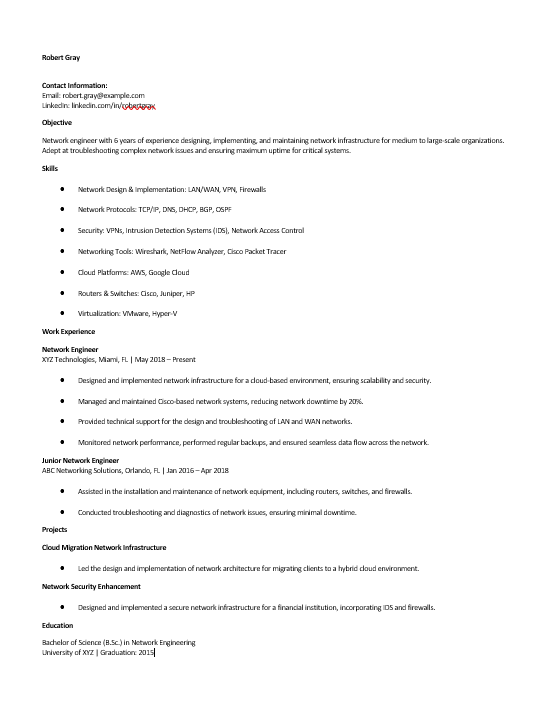 Robert Gray
Contact Information:
Email: robert.gray@example.com
LinkedIn: linkedin.com/in/robertgray
Objective
Network engineer with 6 years of experience designing, implementing, and maintaining network infrastructure for medium to large-scale organizations.
Adept at troubleshooting complex network issues and ensuring maximum uptime for critical systems.
Skills
● Network Design & Implementation: LAN/WAN, VPN, Firewalls
● Network Protocols: TCP/IP, DNS, DHCP, BGP, OSPF
● Security: VPNs, Intrusion Detection Systems (IDS), Network Access Control
● Networking Tools: Wireshark, NetFlow Analyzer, Cisco Packet Tracer
● Cloud Platforms: AWS, Google Cloud
● Routers & Switches: Cisco, Juniper, HP
● Virtualization: VMware, Hyper-V
Work Experience
Network Engineer
XYZ Technologies, Miami, FL | May 2018 – Present
● Designed and implemented network infrastructure for a cloud-based environment, ensuring scalability and security.
● Managed and maintained Cisco-based network systems, reducing network downtime by 20%.
● Provided technical support for the design and troubleshooting of LAN and WAN networks.
● Monitored network performance, performed regular backups, and ensured seamless data flow across the network.
Junior Network Engineer
ABC Networking Solutions, Orlando, FL | Jan 2016 – Apr 2018
● Assisted in the installation and maintenance of network equipment, including routers, switches, and firewalls.
● Conducted troubleshooting and diagnostics of network issues, ensuring minimal downtime.
Projects
Cloud Migration Network Infrastructure
● Led the design and implementation of network architecture for migrating clients to a hybrid cloud environment.
Network Security Enhancement
● Designed and implemented a secure network infrastructure for a financial institution, incorporating IDS and firewalls.
Education
Bachelor of Science (B.Sc.) in Network Engineering
University of XYZ | Graduation: 2015